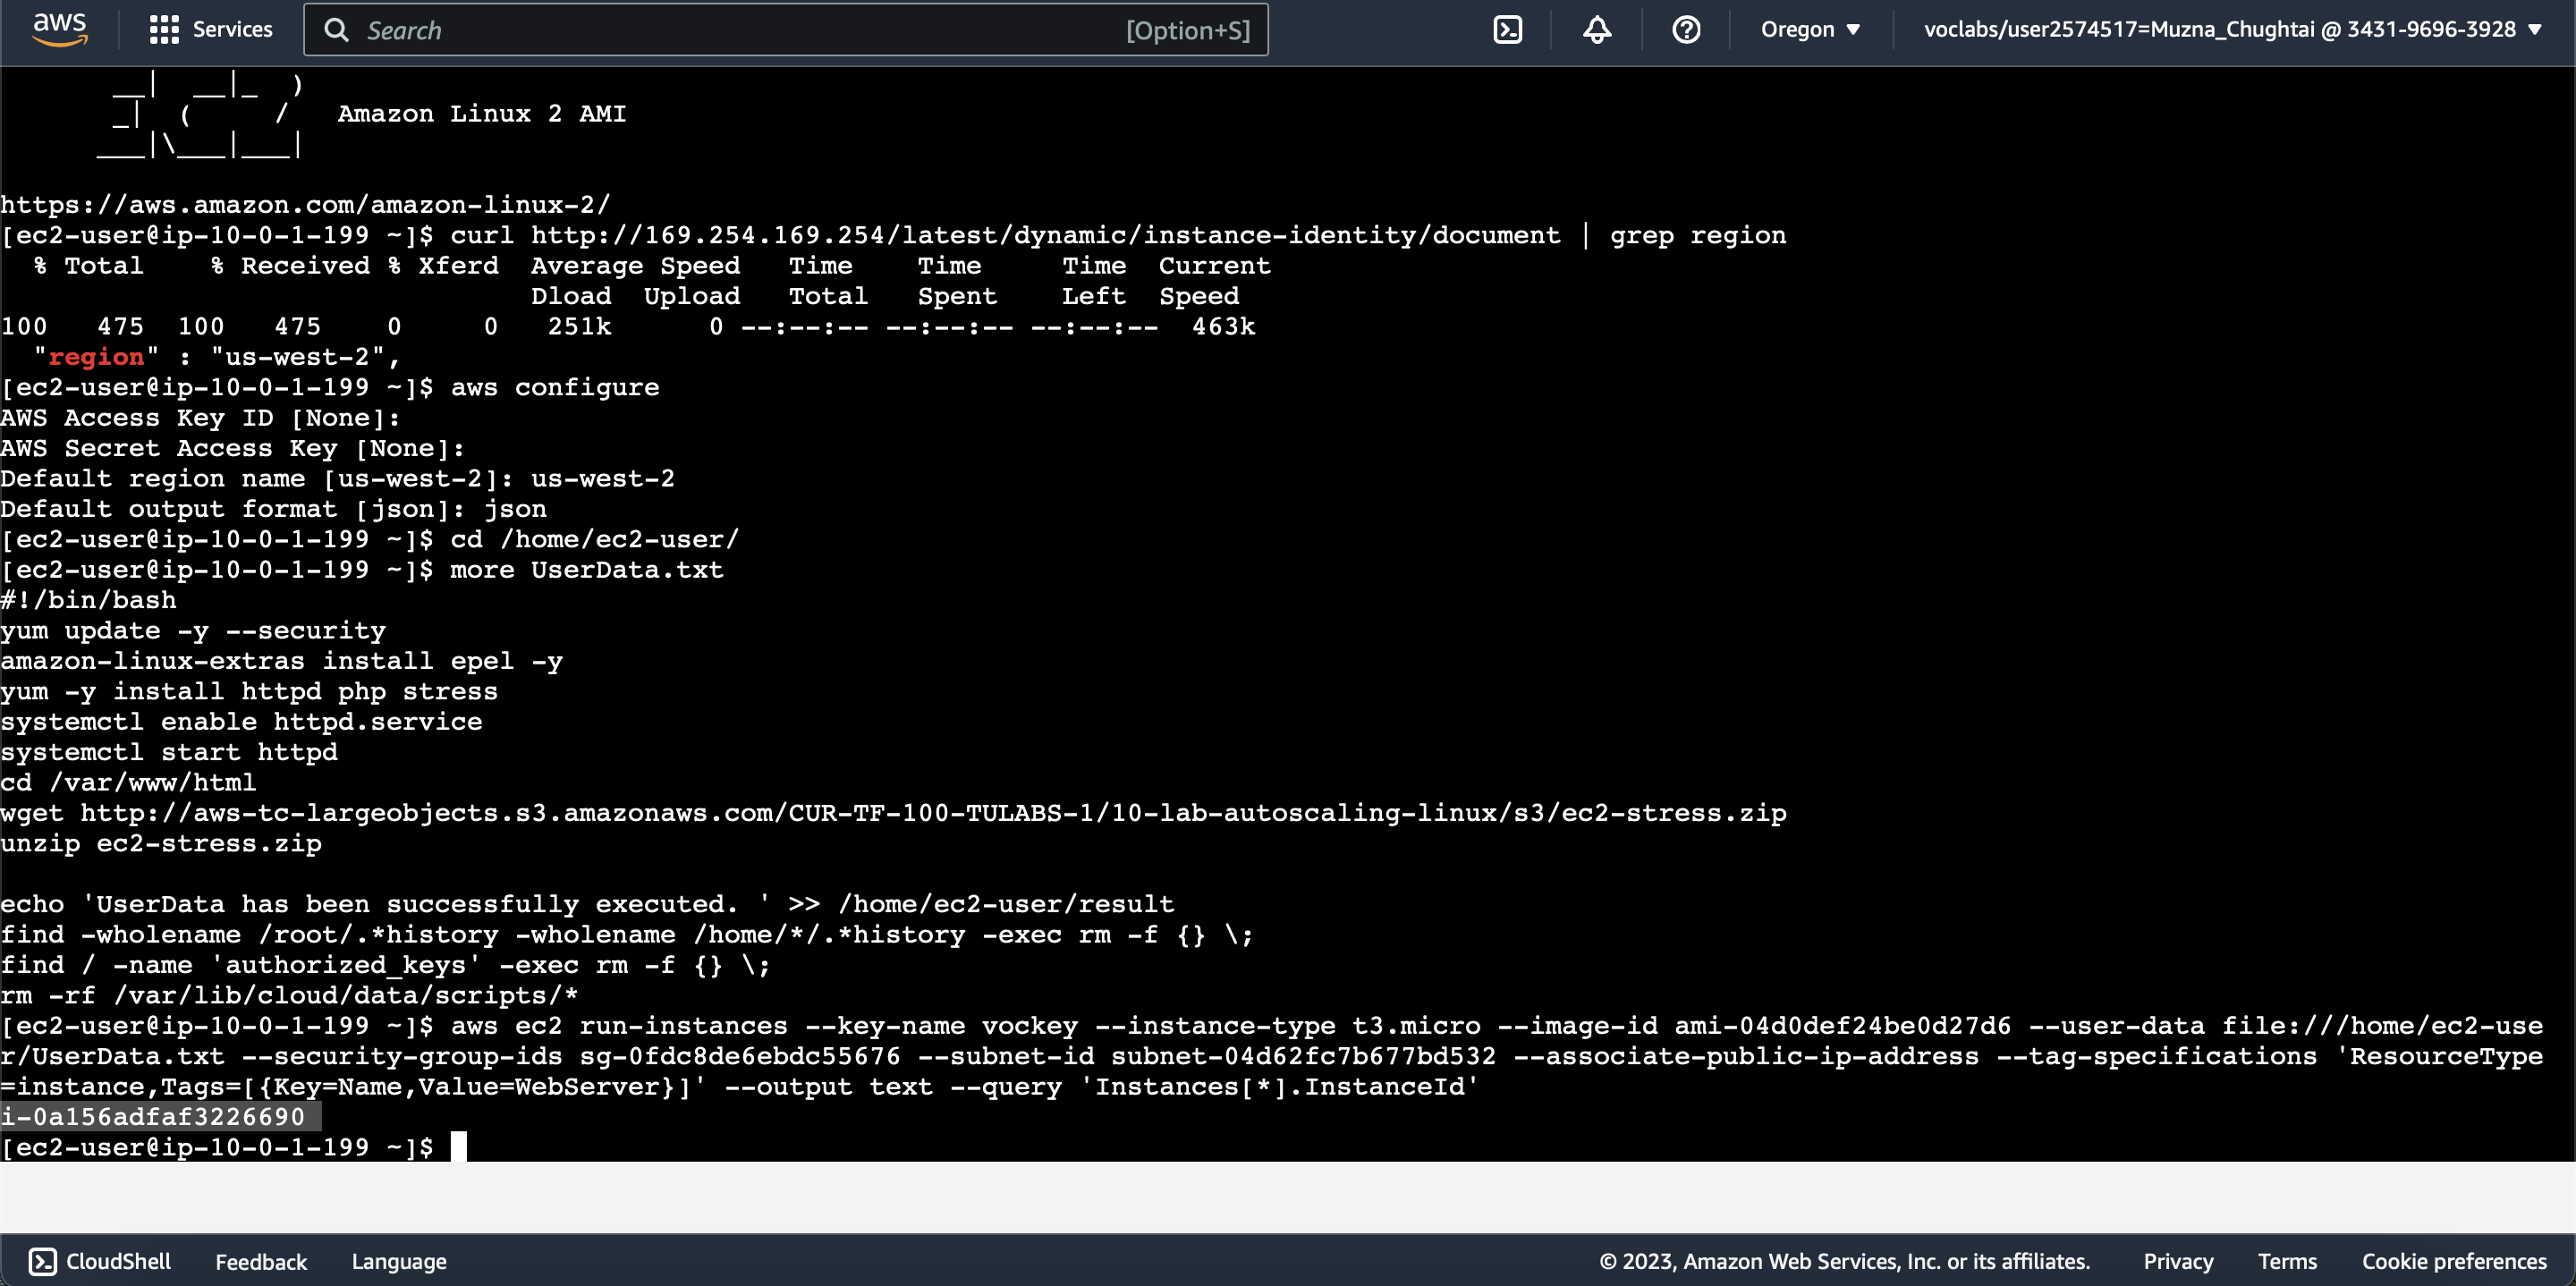 aws Services Search [Option+S] Oregon voclabs/user2574517=Muzna_Chughtai @ 3431-9696-3928
       __|  __|_  )
       _|  (     /   Amazon Linux 2 AMI
      ___|\___|___|
https://aws.amazon.com/amazon-linux-2/
[ec2-user@ip-10-0-1-199 ~]$ curl http://169.254.169.254/latest/dynamic/instance-identity/document | grep region
  % Total    % Received % Xferd  Average Speed   Time    Time     Time  Current
                                 Dload  Upload   Total   Spent    Left  Speed
100   475  100   475    0     0   251k      0 --:--:-- --:--:-- --:--:--  463k
  "region" : "us-west-2",
[ec2-user@ip-10-0-1-199 ~]$ aws configure
AWS Access Key ID [None]:
AWS Secret Access Key [None]:
Default region name [us-west-2]: us-west-2
Default output format [json]: json
[ec2-user@ip-10-0-1-199 ~]$ cd /home/ec2-user/
[ec2-user@ip-10-0-1-199 ~]$ more UserData.txt
#!/bin/bash
yum update -y --security
amazon-linux-extras install epel -y
yum -y install httpd php stress
systemctl enable httpd.service
systemctl start httpd
cd /var/www/html
wget http://aws-tc-largeobjects.s3.amazonaws.com/CUR-TF-100-TULABS-1/10-lab-autoscaling-linux/s3/ec2-stress.zip
unzip ec2-stress.zip
echo 'UserData has been successfully executed. ' >> /home/ec2-user/result
find -wholename /root/.*history -wholename /home/*/.*history -exec rm -f {} \;
find / -name 'authorized_keys' -exec rm -f {} \;
rm -rf /var/lib/cloud/data/scripts/*
[ec2-user@ip-10-0-1-199 ~]$ aws ec2 run-instances --key-name vockey --instance-type t3.micro --image-id ami-04d0def24be0d27d6 --user-data file:///home/ec2-use
r/UserData.txt --security-group-ids sg-0fdc8de6ebdc55676 --subnet-id subnet-04d62fc7b677bd532 --associate-public-ip-address --tag-specifications 'ResourceType
=instance,Tags=[{Key=Name,Value=WebServer}]' --output text --query 'Instances[*].InstanceId'
i-0a156adfaf3226690
[ec2-user@ip-10-0-1-199 ~]$
CloudShell Feedback Language © 2023, Amazon Web Services, Inc. or its affiliates. Privacy Terms Cookie preferences